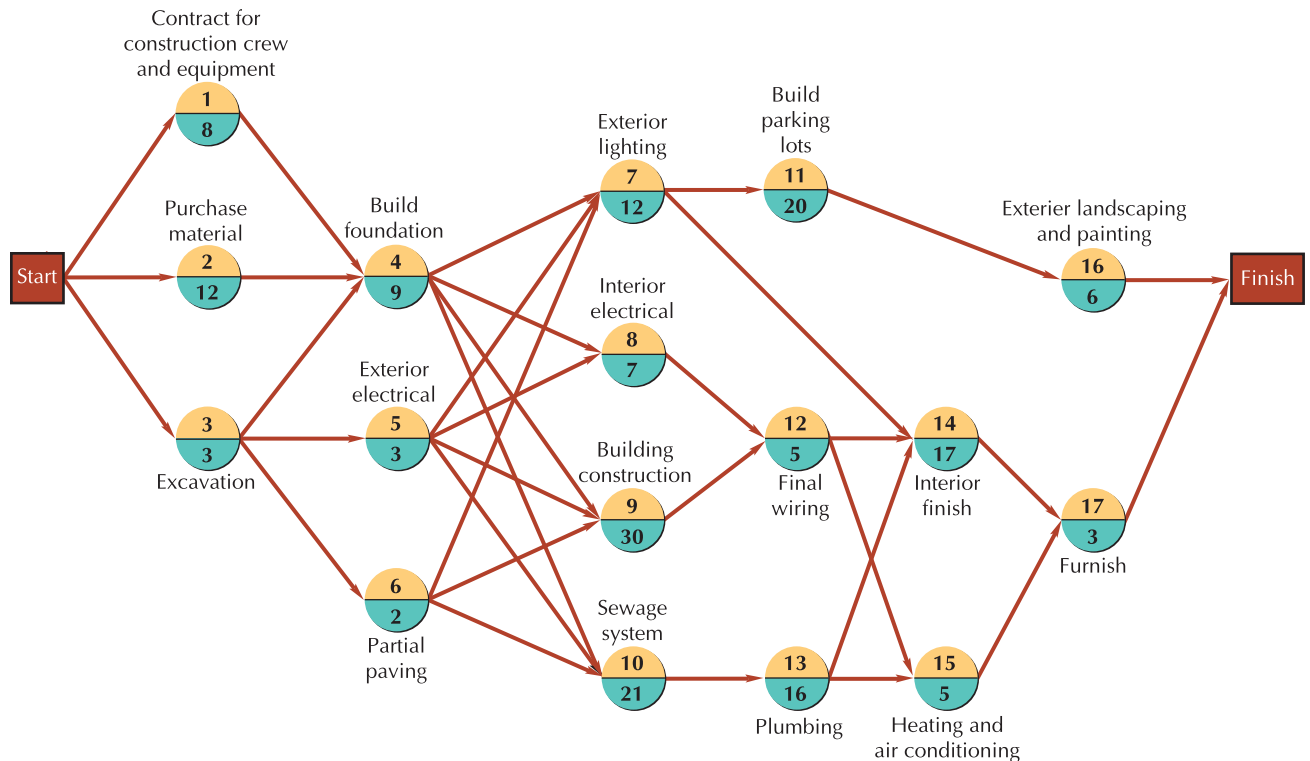 Contract for
construction crew
and equipment
1
8
Purchase
material
2
12
Start
3
3
Excavation
Build
foundation
4
9
Exterior
electrical
5
3
6
2
Partial
paving
Exterior
lighting
7
12
Interior
electrical
8
7
Building
construction
9
30
Sewage
system
10
21
Build
parking
lots
11
20
12
5
Final
wiring
13
16
Plumbing
14
17
Interior
finish
15
5
Heating and
air conditioning
Exterier landscaping
and painting
16
6
17
3
Furnish
Finish